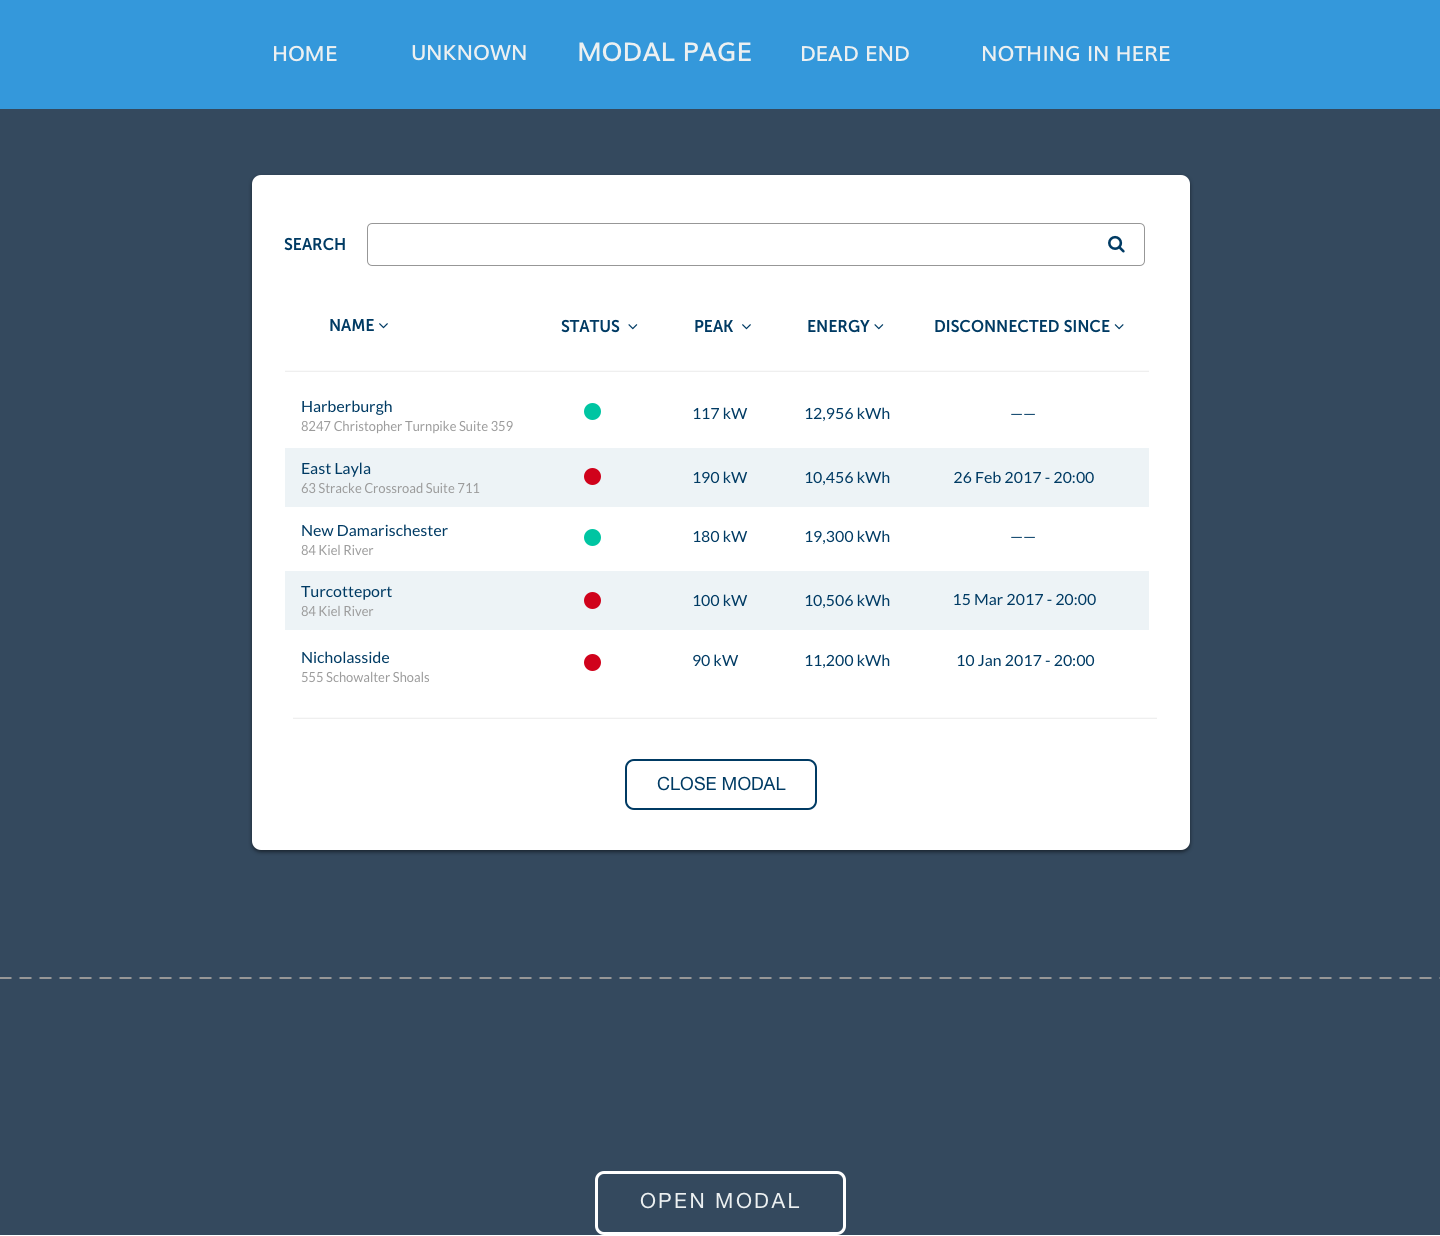 HOME UNKNOWN MODAL PAGE DEAD END NOTHING IN HERE
SEARCH
NAME STATUS PEAK ENERGY DISCONNECTED SINCE
Harberburgh 117 kW 12,956 kWh ——
8247 Christopher Turnpike Suite 359
East Layla 190 kW 10,456 kWh 26 Feb 2017 - 20:00
63 Stracke Crossroad Suite 711
New Damarischester 180 kW 19,300 kWh ——
84 Kiel River
Turcotteport 100 kW 10,506 kWh 15 Mar 2017 - 20:00
84 Kiel River
Nicholasside 90 kW 11,200 kWh 10 Jan 2017 - 20:00
555 Schowalter Shoals
CLOSE MODAL
OPEN MODAL